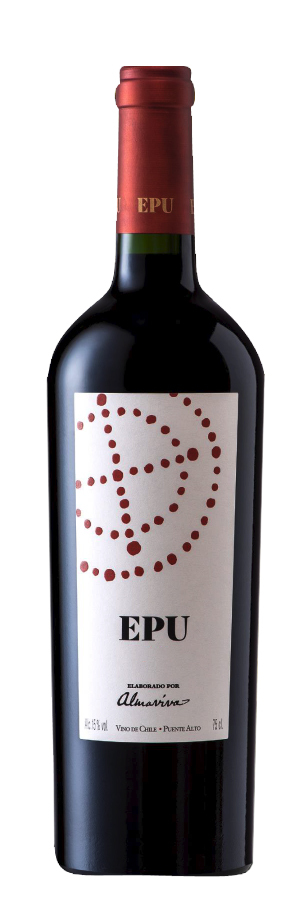 EPU
EPU
ELABORADO POR
Almaviva
Alc.15% vol. VINO DE CHILE • PUENTE ALTO 75 cl.